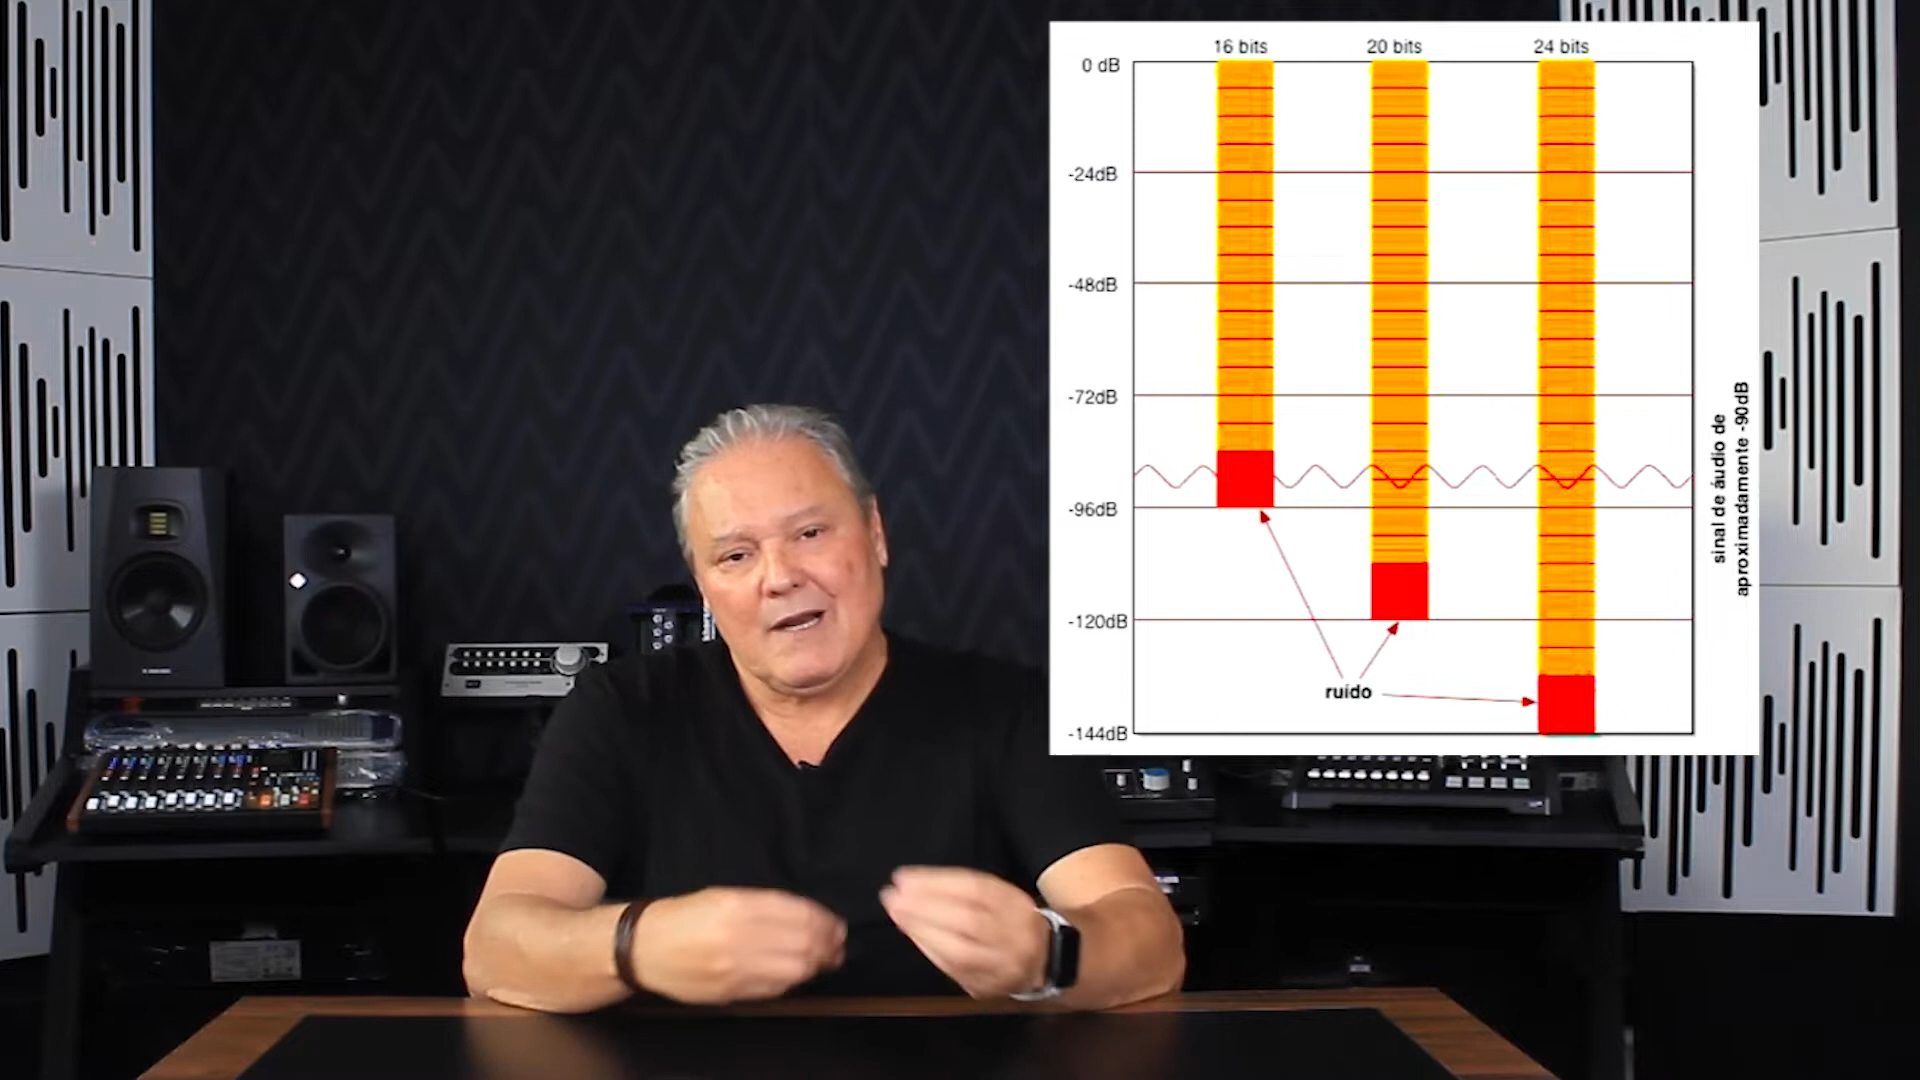 16 bits
20 bits
24 bits
0 dB
-24dB
-48dB
-72dB
-96dB
-120dB
-144dB
ruído
sinal de áudio de
aproximadamente -90dB